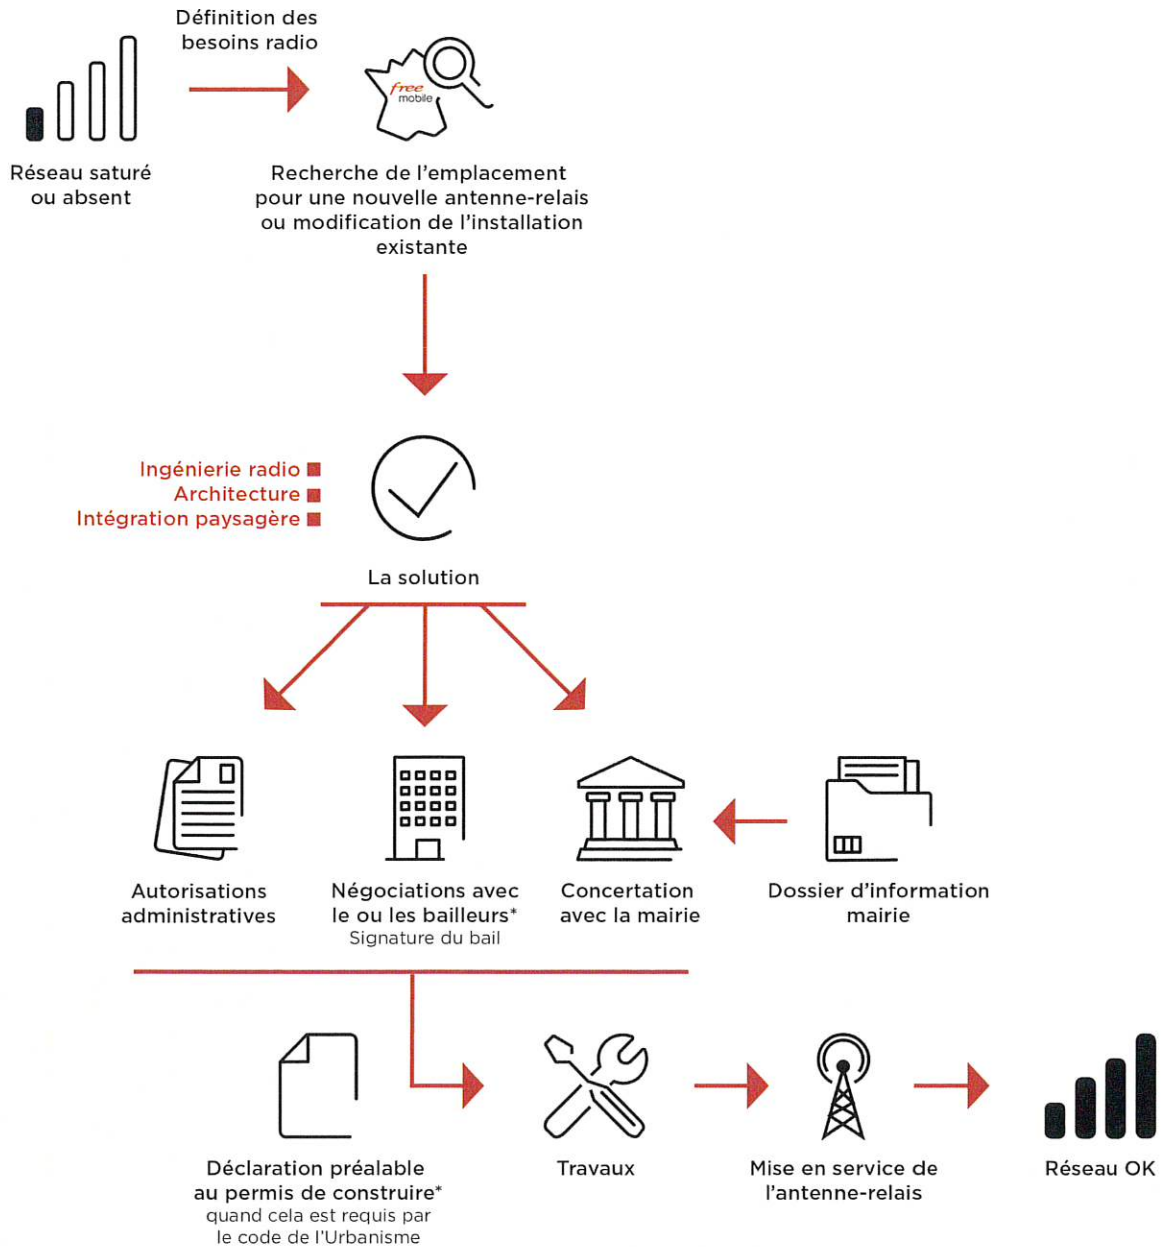 Définition des
besoins radio
free
mobile
Réseau saturé
ou absent
Recherche de l'emplacement
pour une nouvelle antenne-relais
ou modification de l'installation
existante
Ingénierie radio
Architecture
Intégration paysagère
La solution
Autorisations
administratives
Négociations avec
le ou les bailleurs*
Signature du bail
Concertation
avec la mairie
Dossier d'information
mairie
Déclaration préalable
au permis de construire*
quand cela est requis par
le code de l'Urbanisme
Travaux
Mise en service de
l'antenne-relais
Réseau OK